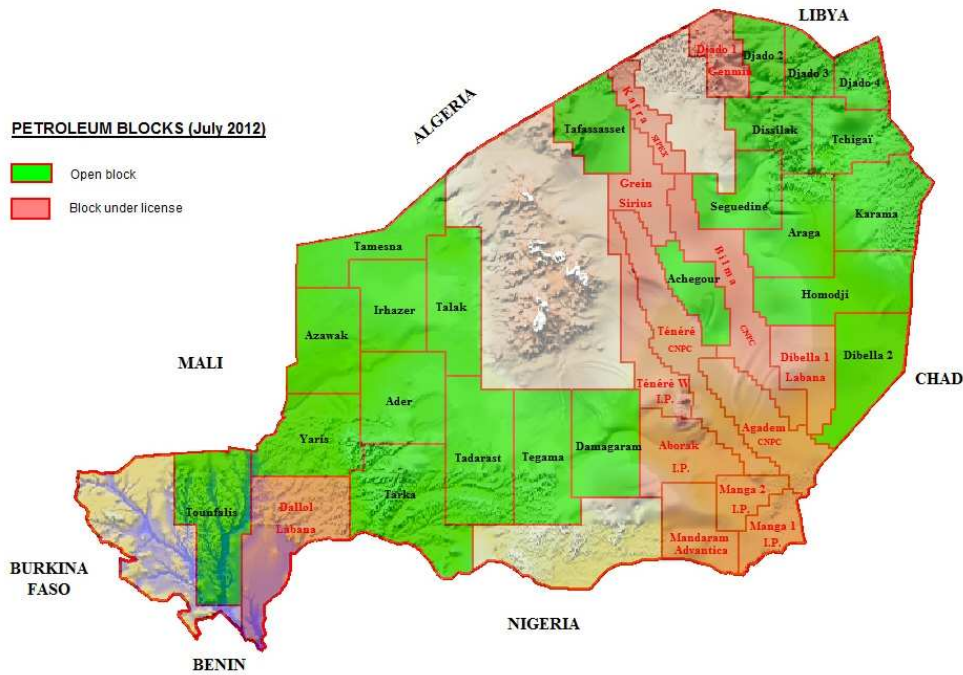 LIBYA
ALGERIA
PETROLEUM BLOCKS (July 2012)
Open block
Block under license
Djado 1
Genmin
Djado 2
Djado 3
Djado 4
Kafra
SIPEX
Tafassasset
Dissilak
Tchigaï
Grein
Sirius
Seguedine
Karama
Araga
Tamesna
Bilma
CNPC
Achegour
Homodji
Irhazer
Talak
Azawak
Ténéré
CNPC
MALI
Dibella 1
Labana
Dibella 2
CHAD
Ténéré W
I.P.
Ader
Agadem
CNPC
Yaris
Aborak
I.P.
Damagaram
Tegama
Tadarast
Tarka
Tounfalis
Dallol
Labana
Manga 2
I.P.
Manga 1
I.P.
Mandaram
Advantica
BURKINA
FASO
NIGERIA
BENIN